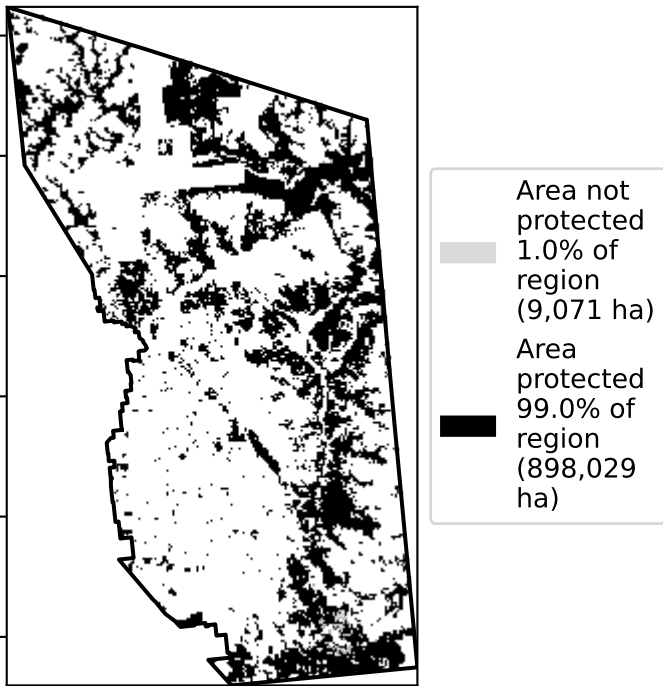 Area not
protected
1.0% of
region
(9,071 ha)
Area
protected
99.0% of
region
(898,029
ha)